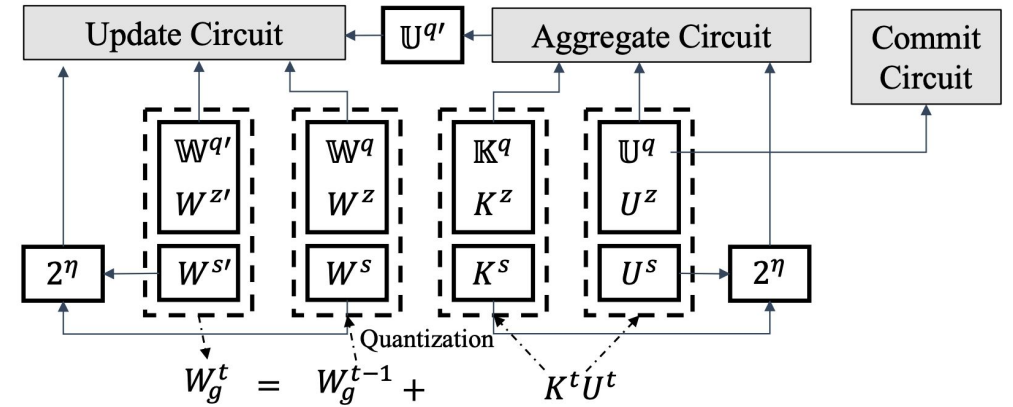 Update Circuit
𝕌^{q′}
Aggregate Circuit
Commit Circuit
𝕎^{q′}
W^{z′}
𝕎^q
W^z
𝕂^q
K^z
𝕌^q
U^z
2^η
W^{s′}
W^s
K^s
U^s
2^η
Quantization
W_g^t = W_g^{t−1} + K^t U^t